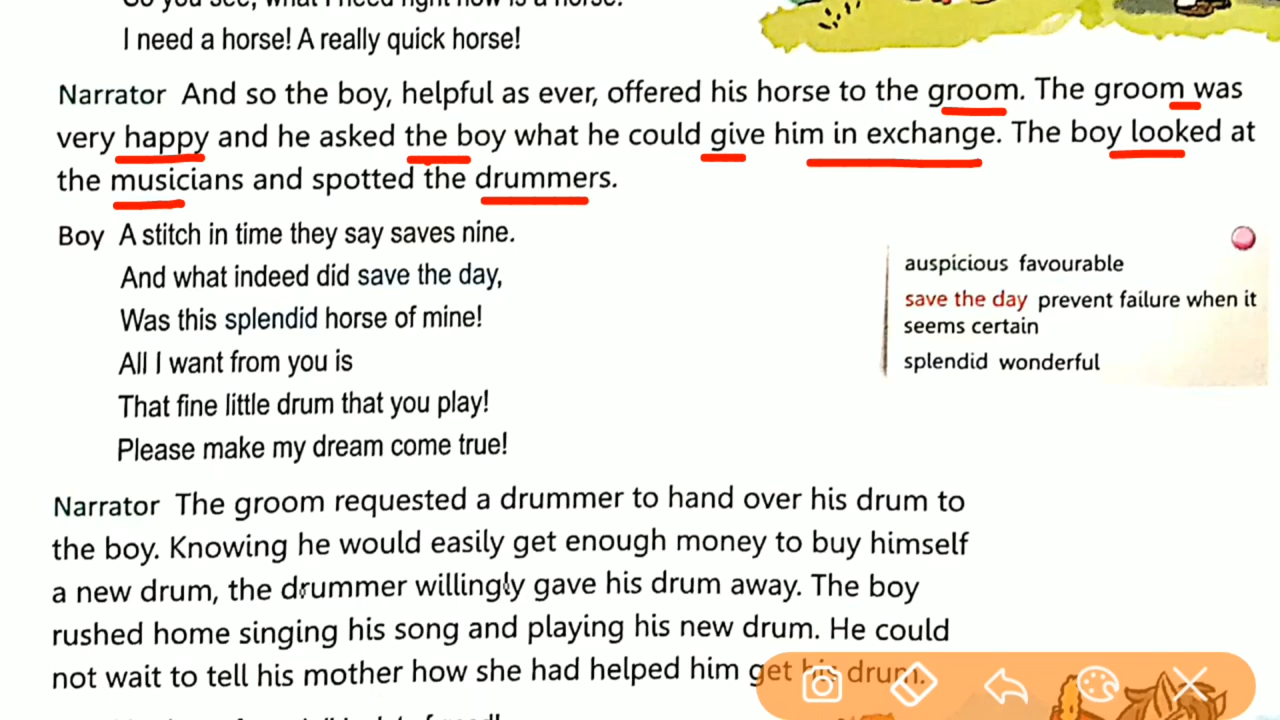 I need a horse! A really quick horse!
Narrator And so the boy, helpful as ever, offered his horse to the groom. The groom was
very happy and he asked the boy what he could give him in exchange. The boy looked at
the musicians and spotted the drummers.
Boy A stitch in time they say saves nine.
And what indeed did save the day,
Was this splendid horse of mine!
All I want from you is
That fine little drum that you play!
Please make my dream come true!
auspicious favourable
save the day prevent failure when it
seems certain
splendid wonderful
Narrator The groom requested a drummer to hand over his drum to
the boy. Knowing he would easily get enough money to buy himself
a new drum, the drummer willingly gave his drum away. The boy
rushed home singing his song and playing his new drum. He could
not wait to tell his mother how she had helped him get his drum.